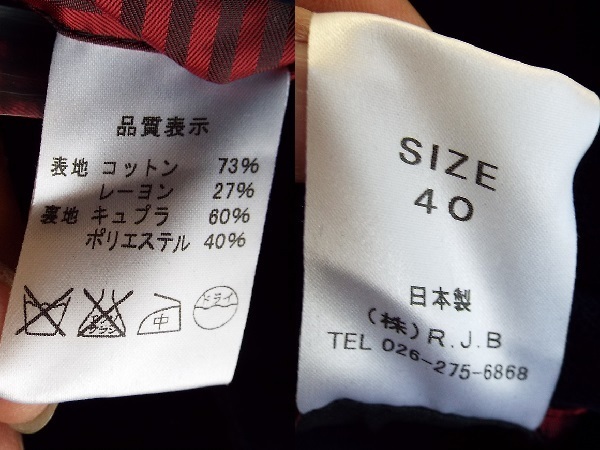 品質表示
表地 コットン 73%
レーヨン 27%
裏地 キュプラ 60%
ポリエステル 40%
中
ドライ
SIZE
40
日本製
(株) R.J.B
TEL 026-275-6868